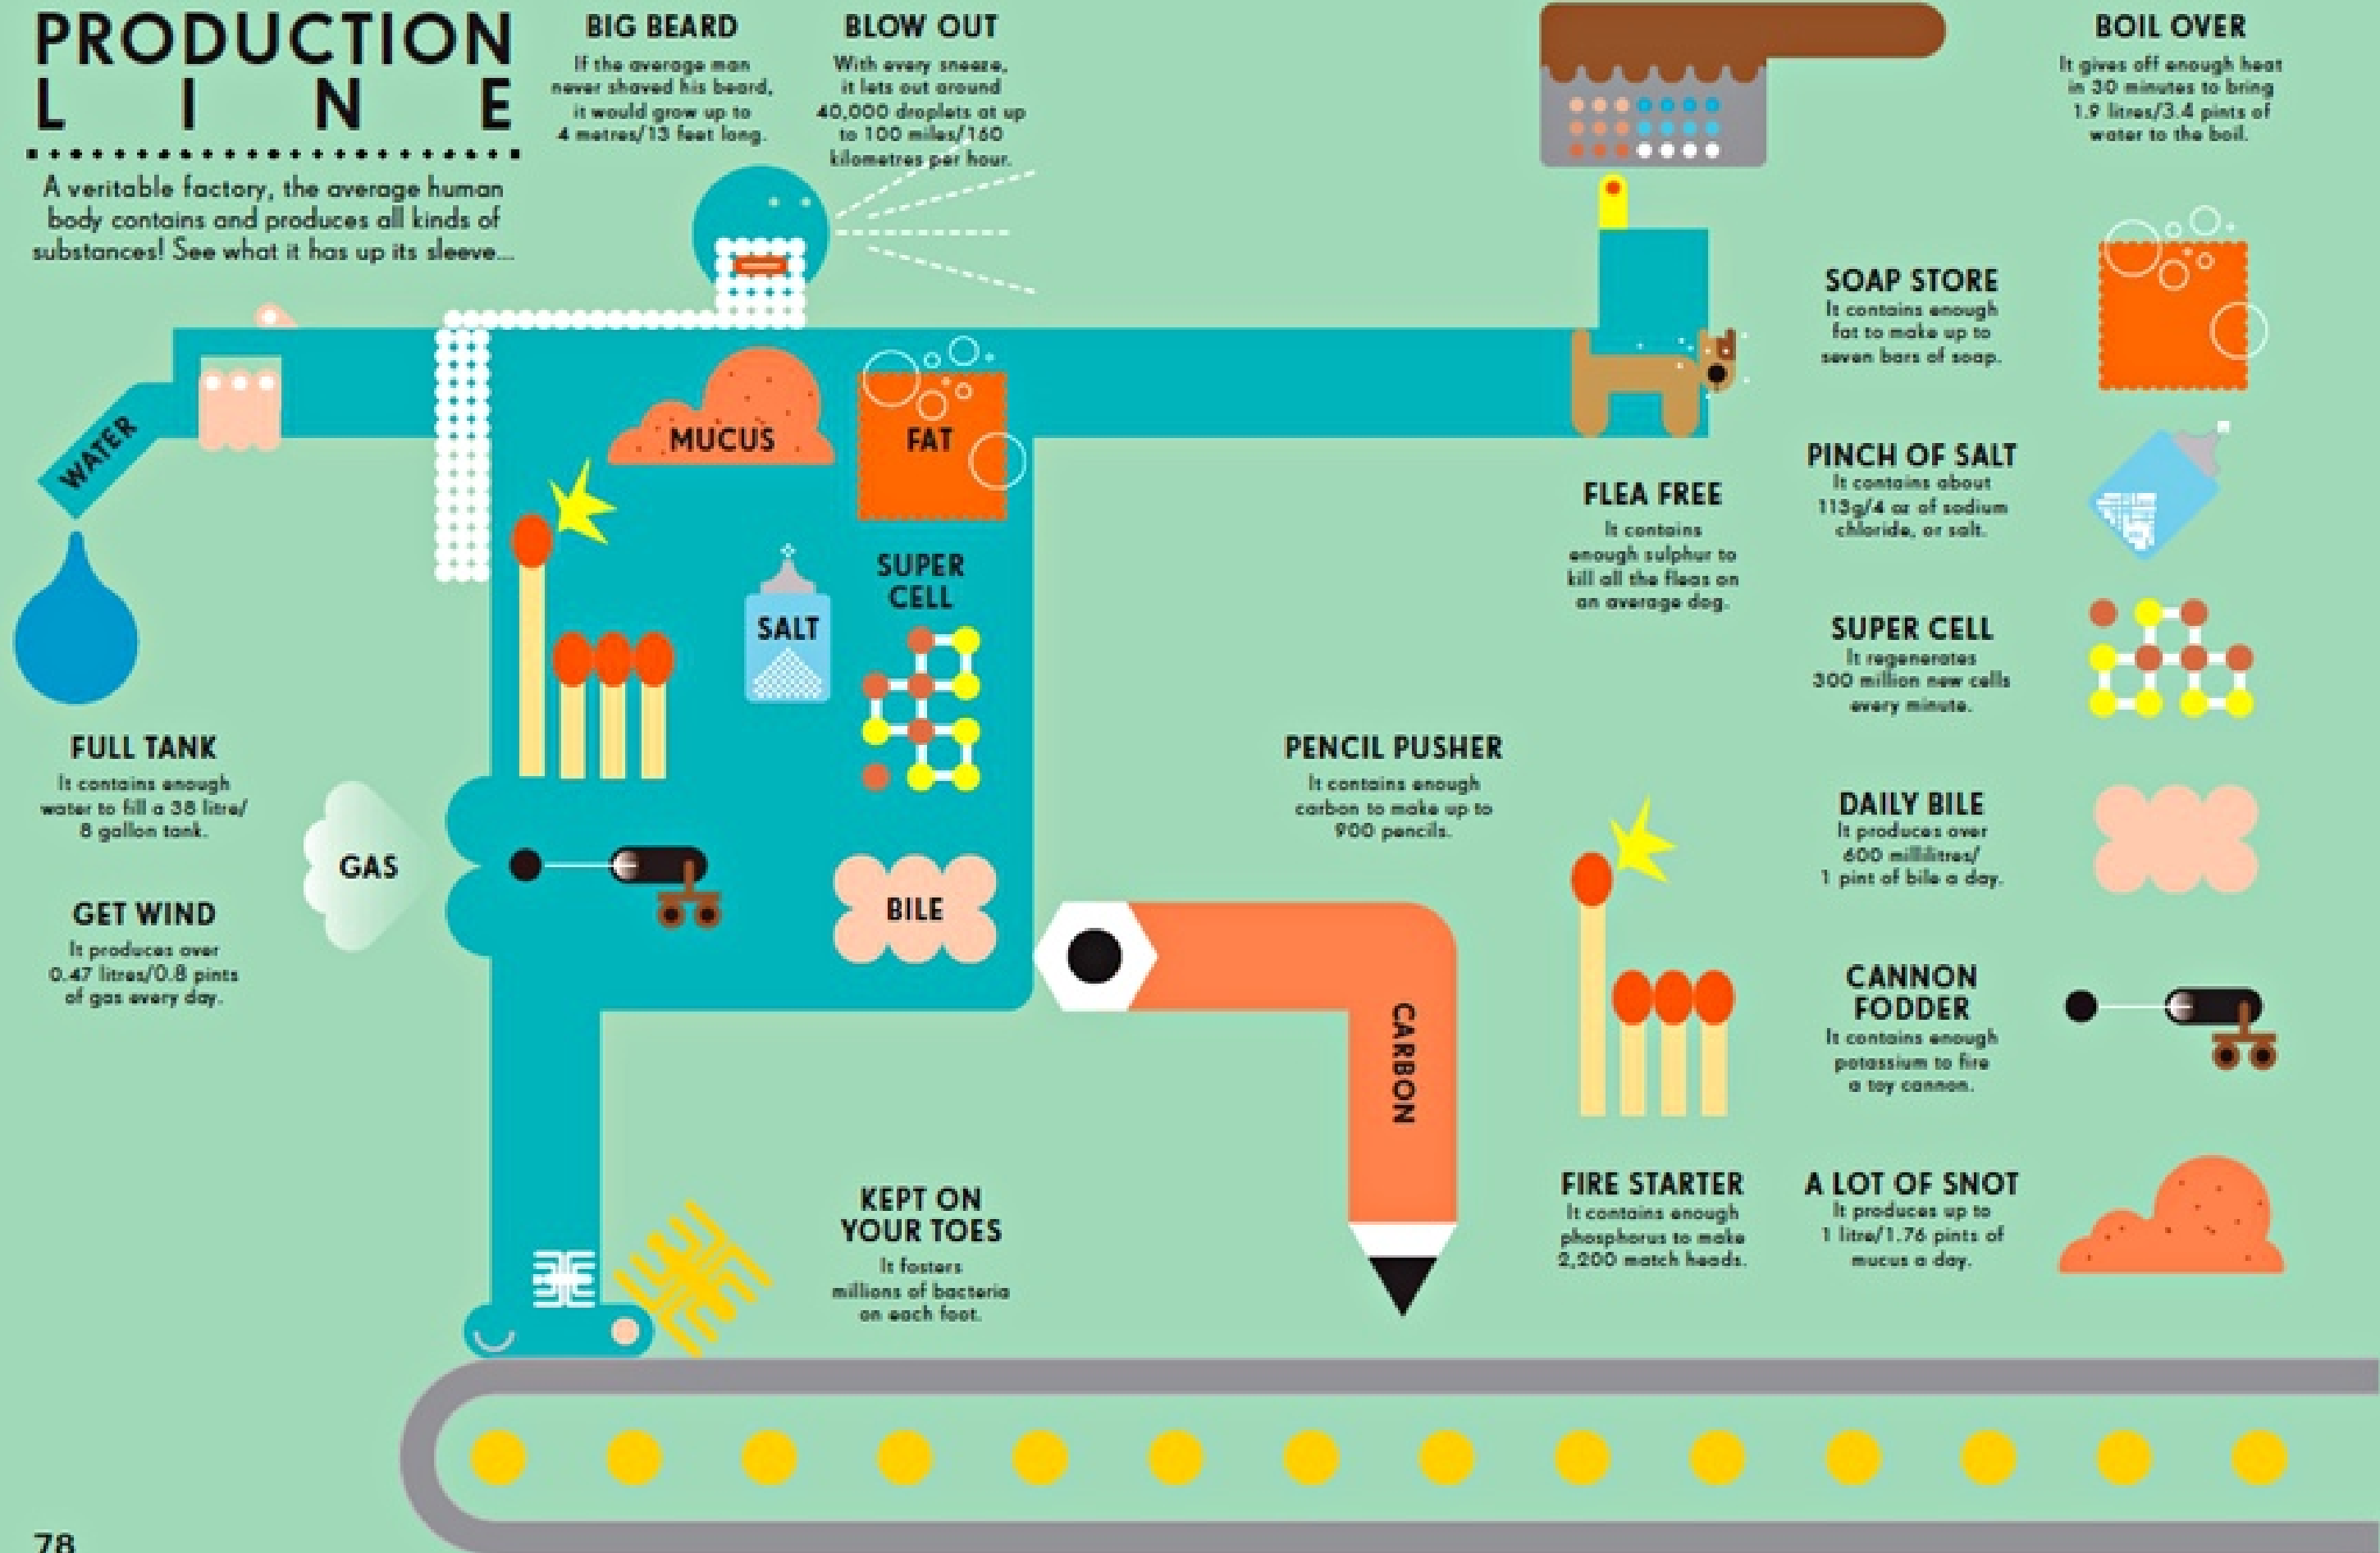 PRODUCTION
LINE
A veritable factory, the average human
body contains and produces all kinds of
substances! See what it has up its sleeve...
BIG BEARD
If the average man
never shaved his beard,
it would grow up to
4 metres/13 feet long.
BLOW OUT
With every sneeze,
it lets out around
40,000 droplets at up
to 100 miles/160
kilometres per hour.
BOIL OVER
It gives off enough heat
in 30 minutes to bring
1.9 litres/3.4 pints of
water to the boil.
SOAP STORE
It contains enough
fat to make up to
seven bars of soap.
WATER
MUCUS
FAT
SALT
SUPER
CELL
GAS
BILE
CARBON
FLEA FREE
It contains
enough sulphur to
kill all the fleas on
an average dog.
PINCH OF SALT
It contains about
113g/4 oz of sodium
chloride, or salt.
SUPER CELL
It regenerates
300 million new cells
every minute.
FULL TANK
It contains enough
water to fill a 38 litre/
8 gallon tank.
GET WIND
It produces over
0.47 litres/0.8 pints
of gas every day.
PENCIL PUSHER
It contains enough
carbon to make up to
900 pencils.
DAILY BILE
It produces over
600 millilitres/
1 pint of bile a day.
CANNON
FODDER
It contains enough
potassium to fire
a toy cannon.
KEPT ON
YOUR TOES
It fosters
millions of bacteria
on each foot.
FIRE STARTER
It contains enough
phosphorus to make
2,200 match heads.
A LOT OF SNOT
It produces up to
1 litre/1.76 pints of
mucus a day.
78